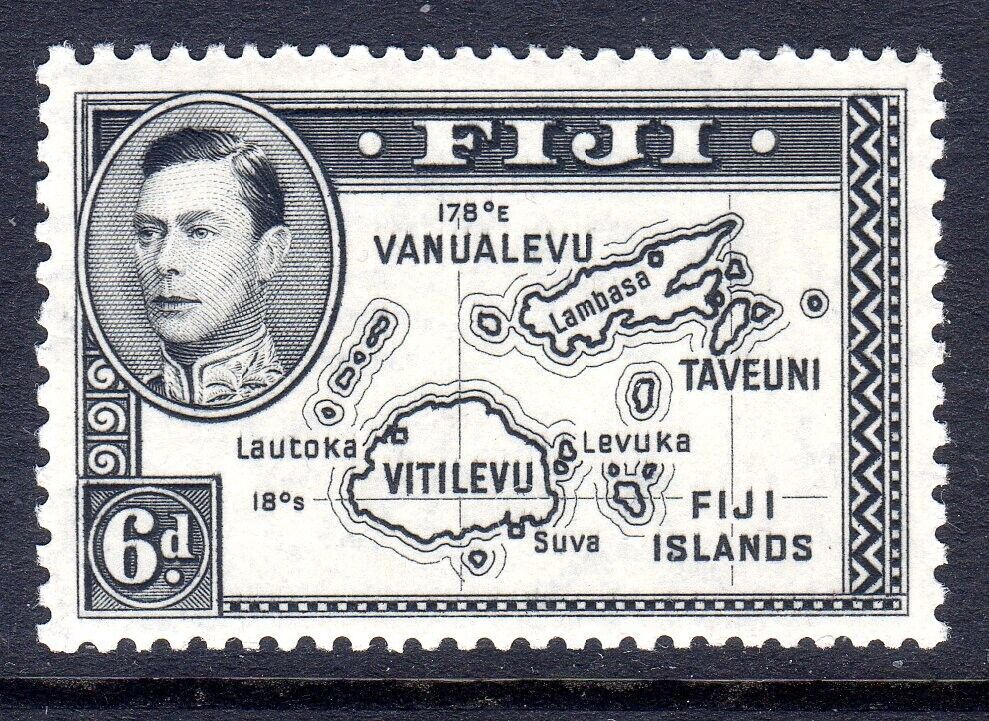 FIJI
178°E
VANUALEVU
Lambasa
TAVEUNI
Lautoka
Levuka
VITILEVU
18°S
FIJI
ISLANDS
Suva
6d.